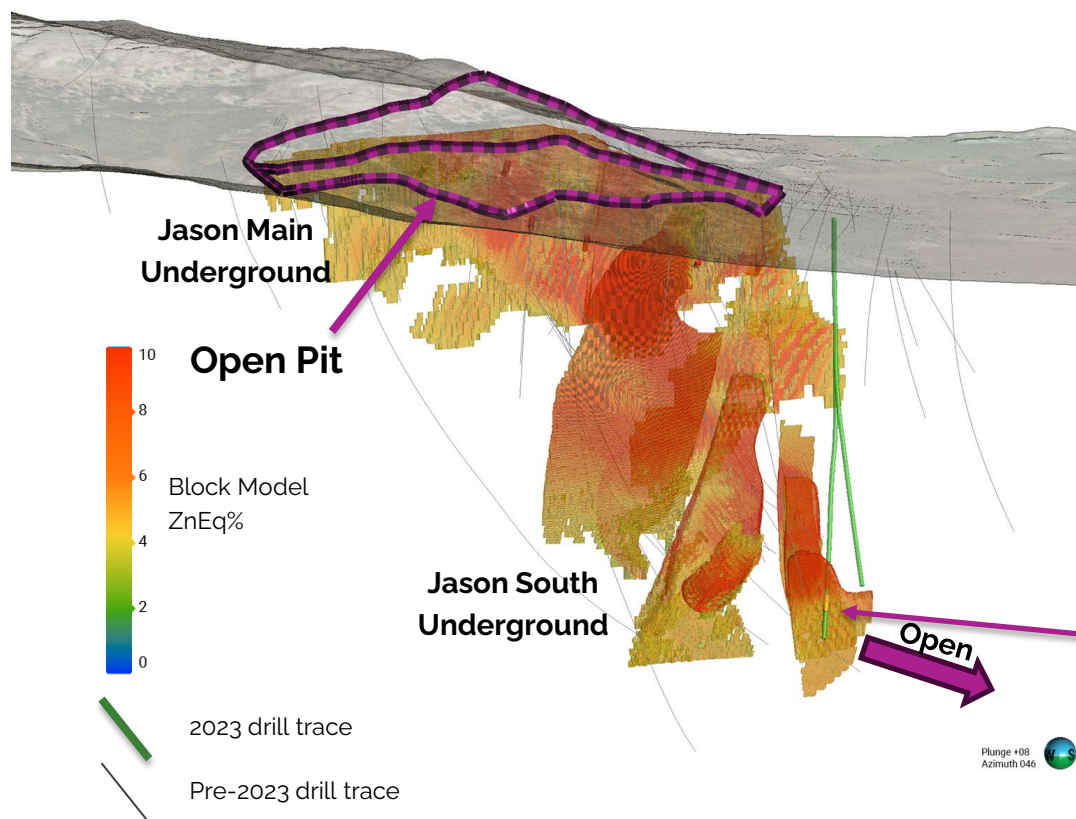 Jason Main
Underground
Open Pit
10
8
6
4
2
0
Block Model
ZnEq%
Jason South
Underground
Open
2023 drill trace
Pre-2023 drill trace
Plunge +08
Azimuth 046
W S